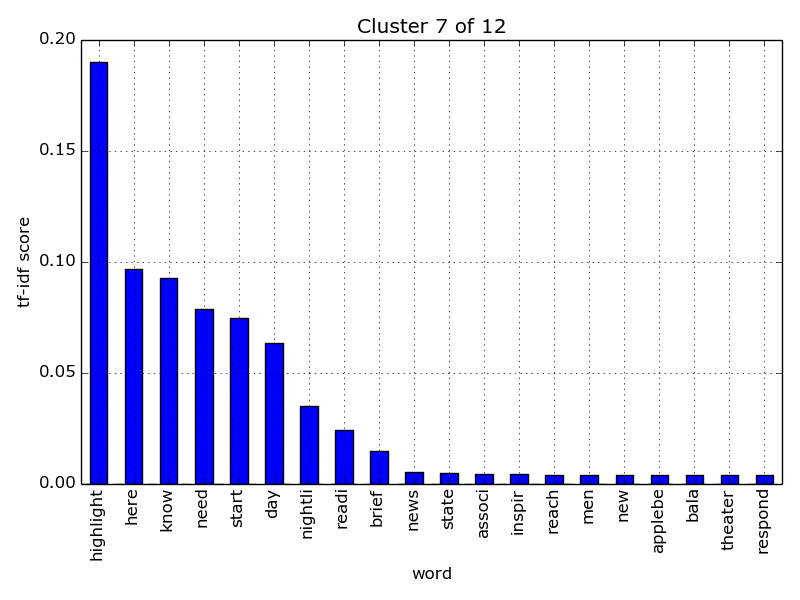 Cluster 7 of 12
0.20
0.15
0.10
0.05
0.00
tf-idf score
highlight
here
know
need
start
day
nightli
readi
brief
news
state
associ
inspir
reach
men
new
applebe
bala
theater
respond
word